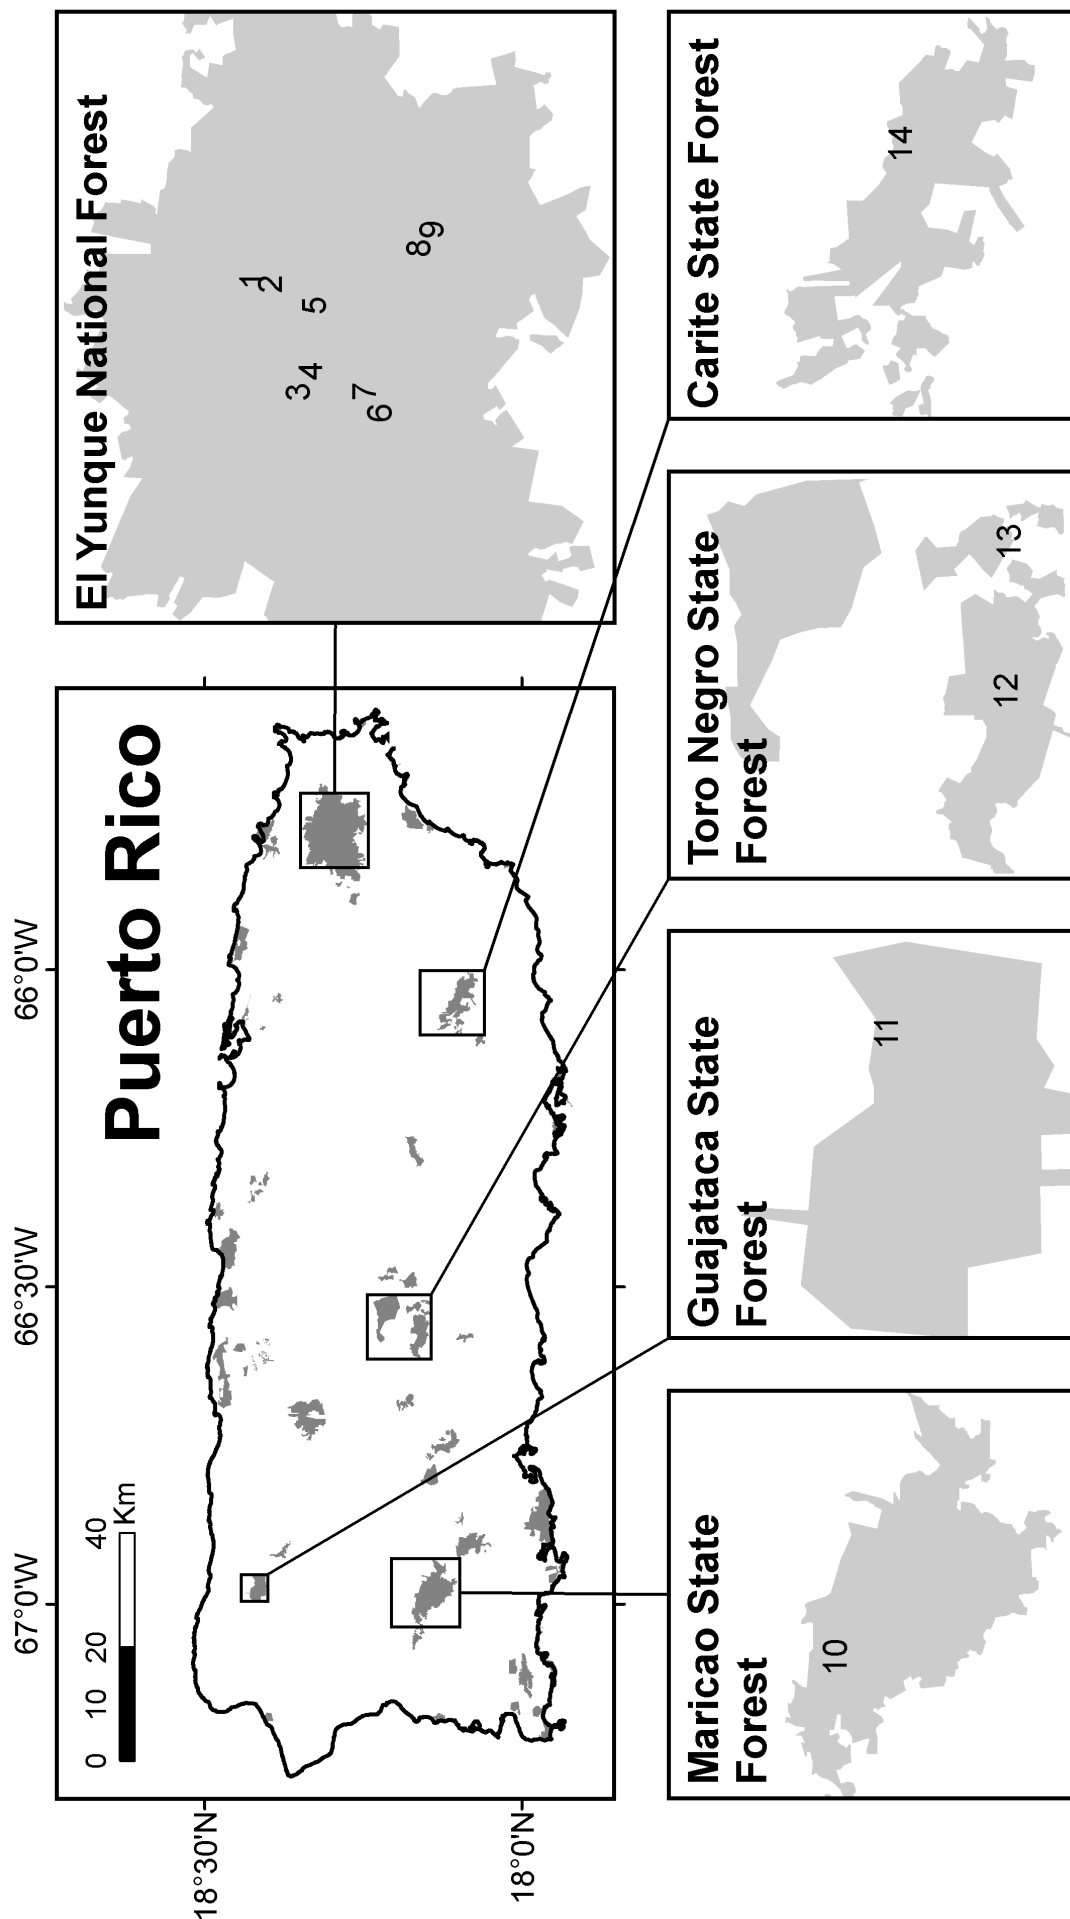 67°0'W
66°30'W
66°0'W
18°30'N
18°0'N
Puerto Rico
0
10
20
40
Km
El Yunque National Forest
1
2
3
4
5
6
7
8
9
Maricao State
Forest
10
Guajataca State
Forest
11
Toro Negro State
Forest
12
13
Carite State Forest
14